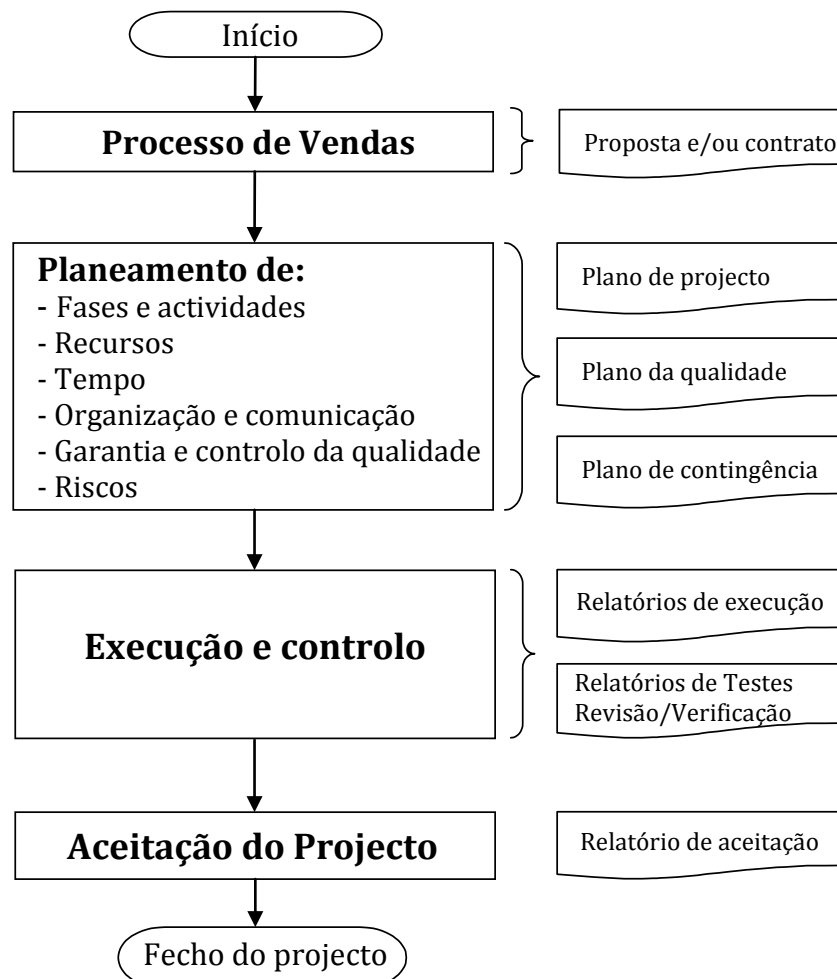 Início
Processo de Vendas
Proposta e/ou contrato
Planeamento de:
- Fases e actividades
- Recursos
- Tempo
- Organização e comunicação
- Garantia e controlo da qualidade
- Riscos
Plano de projecto
Plano da qualidade
Plano de contingência
Execução e controlo
Relatórios de execução
Relatórios de Testes
Revisão/Verificação
Aceitação do Projecto
Relatório de aceitação
Fecho do projecto